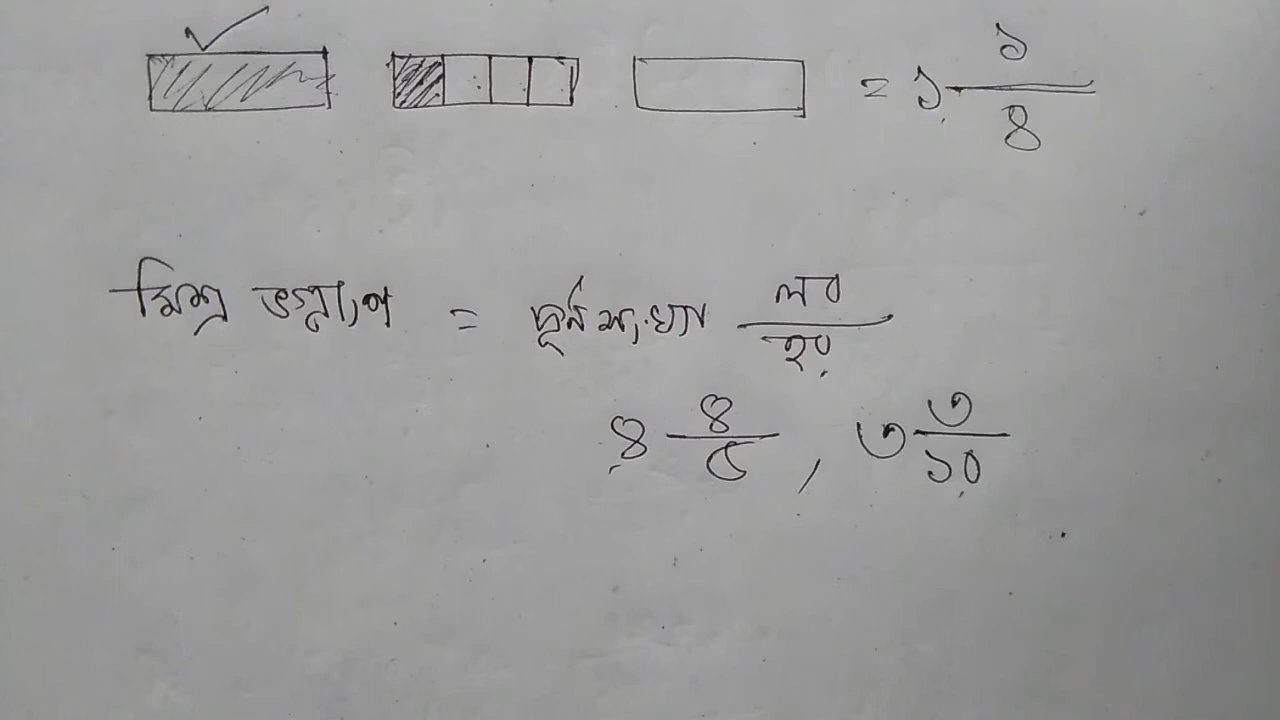 = ১ ১/৪
মিশ্র ভগ্নাংশ = পূর্ন সংখ্যা লব/হর
৪ ৪/৫ , ৩ ৩/১০